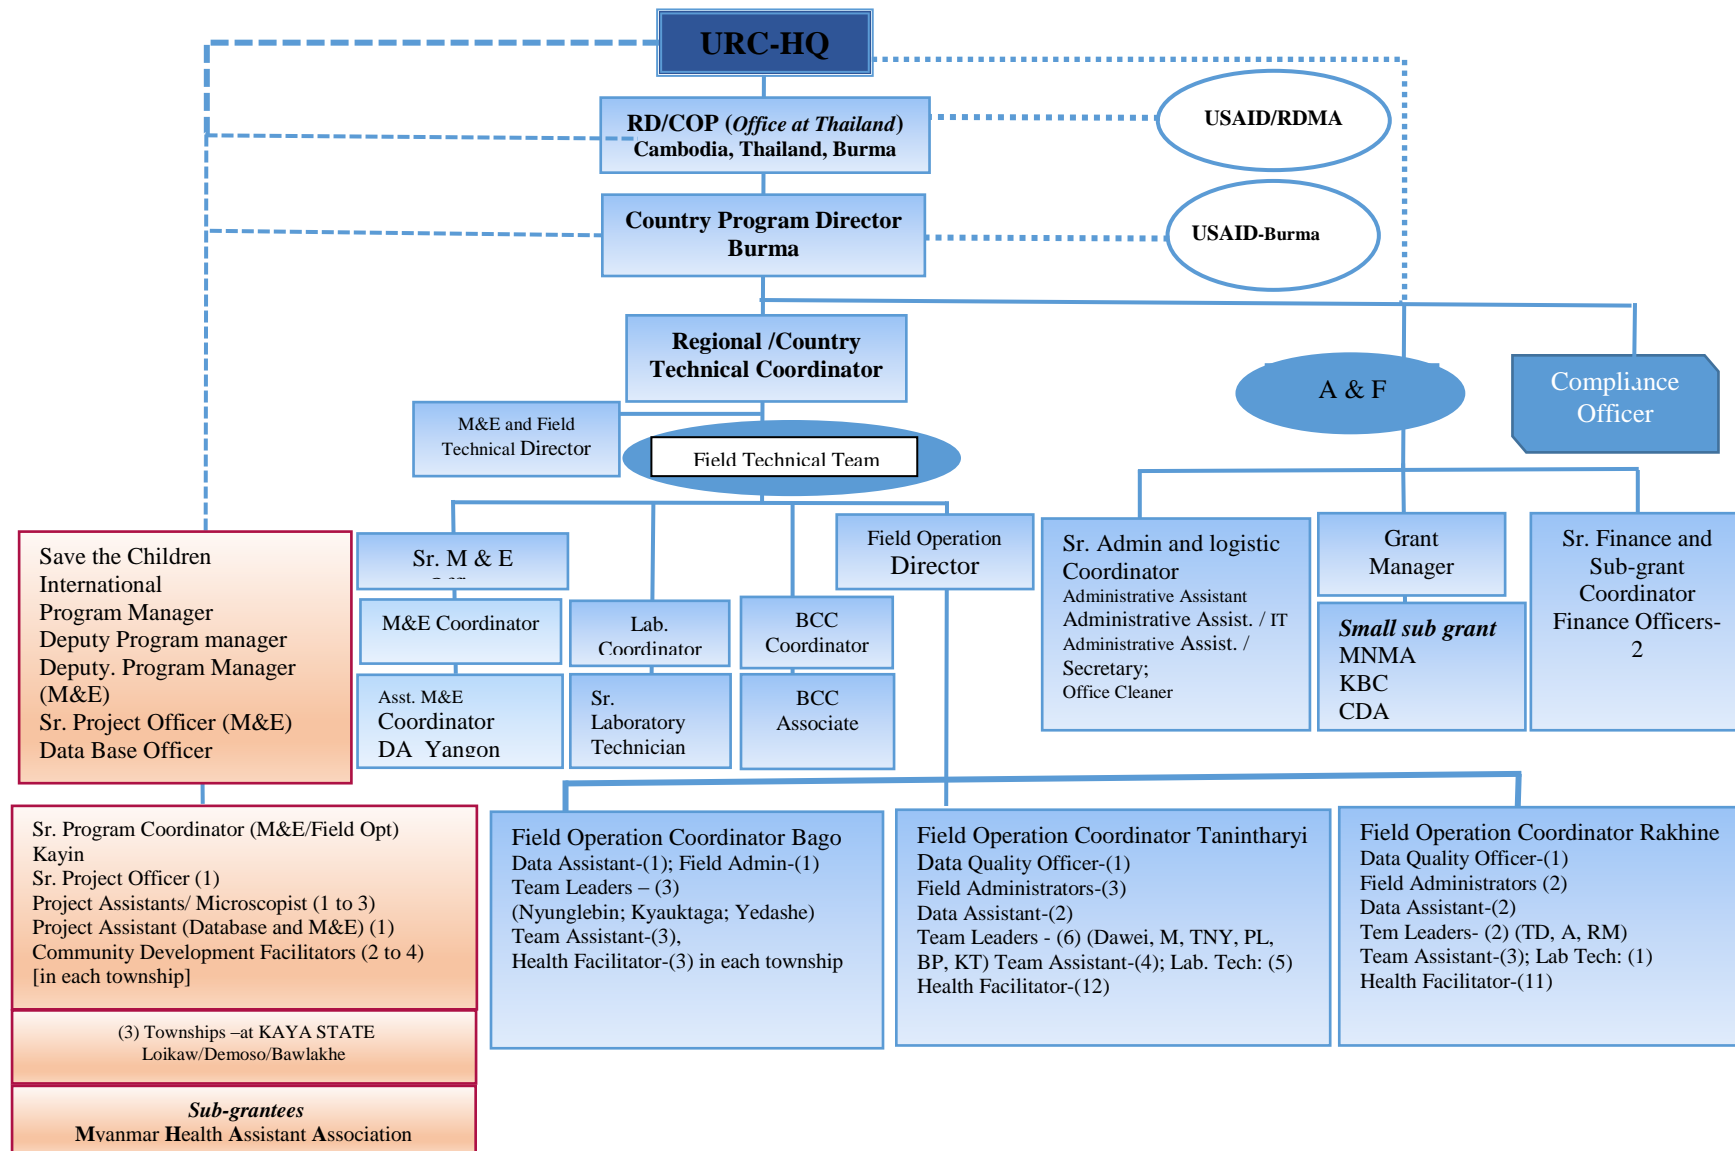 URC-HQ
RD/COP (Office at Thailand)
Cambodia, Thailand, Burma
USAID/RDMA
Country Program Director
Burma
USAID-Burma
Regional /Country
Technical Coordinator
A & F
Compliance
Officer
M&E and Field
Technical Director
Field Technical Team
Save the Children
International
Program Manager
Deputy Program manager
Deputy. Program Manager
(M&E)
Sr. Project Officer (M&E)
Data Base Officer
Sr. M & E
M&E Coordinator
Asst. M&E
Coordinator
DA Yangon
Lab.
Coordinator
Sr.
Laboratory
Technician
BCC
Coordinator
BCC
Associate
Field Operation
Director
Sr. Admin and logistic
Coordinator
Administrative Assistant
Administrative Assist. / IT
Administrative Assist. /
Secretary;
Office Cleaner
Grant
Manager
Small sub grant
MNMA
KBC
CDA
Sr. Finance and
Sub-grant
Coordinator
Finance Officers-
2
Sr. Program Coordinator (M&E/Field Opt)
Kayin
Sr. Project Officer (1)
Project Assistants/ Microscopist (1 to 3)
Project Assistant (Database and M&E) (1)
Community Development Facilitators (2 to 4)
[in each township]
(3) Townships –at KAYA STATE
Loikaw/Demoso/Bawlakhe
Sub-grantees
Myanmar Health Assistant Association
Field Operation Coordinator Bago
Data Assistant-(1); Field Admin-(1)
Team Leaders – (3)
(Nyunglebin; Kyauktaga; Yedashe)
Team Assistant-(3),
Health Facilitator-(3) in each township
Field Operation Coordinator Tanintharyi
Data Quality Officer-(1)
Field Administrators-(3)
Data Assistant-(2)
Team Leaders - (6) (Dawei, M, TNY, PL,
BP, KT) Team Assistant-(4); Lab. Tech: (5)
Health Facilitator-(12)
Field Operation Coordinator Rakhine
Data Quality Officer-(1)
Field Administrators (2)
Data Assistant-(2)
Tem Leaders- (2) (TD, A, RM)
Team Assistant-(3); Lab Tech: (1)
Health Facilitator-(11)